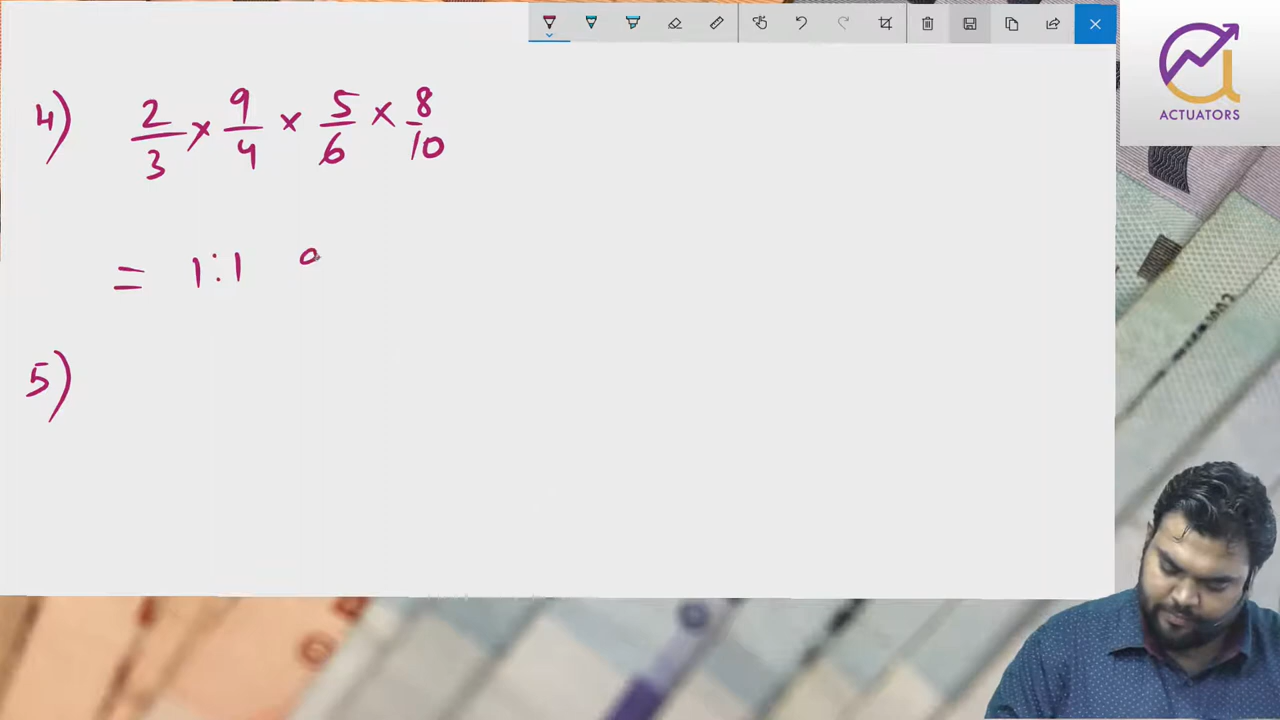 ACTUATORS
4) 2/3 × 9/4 × 5/6 × 8/10
= 1:1
5)